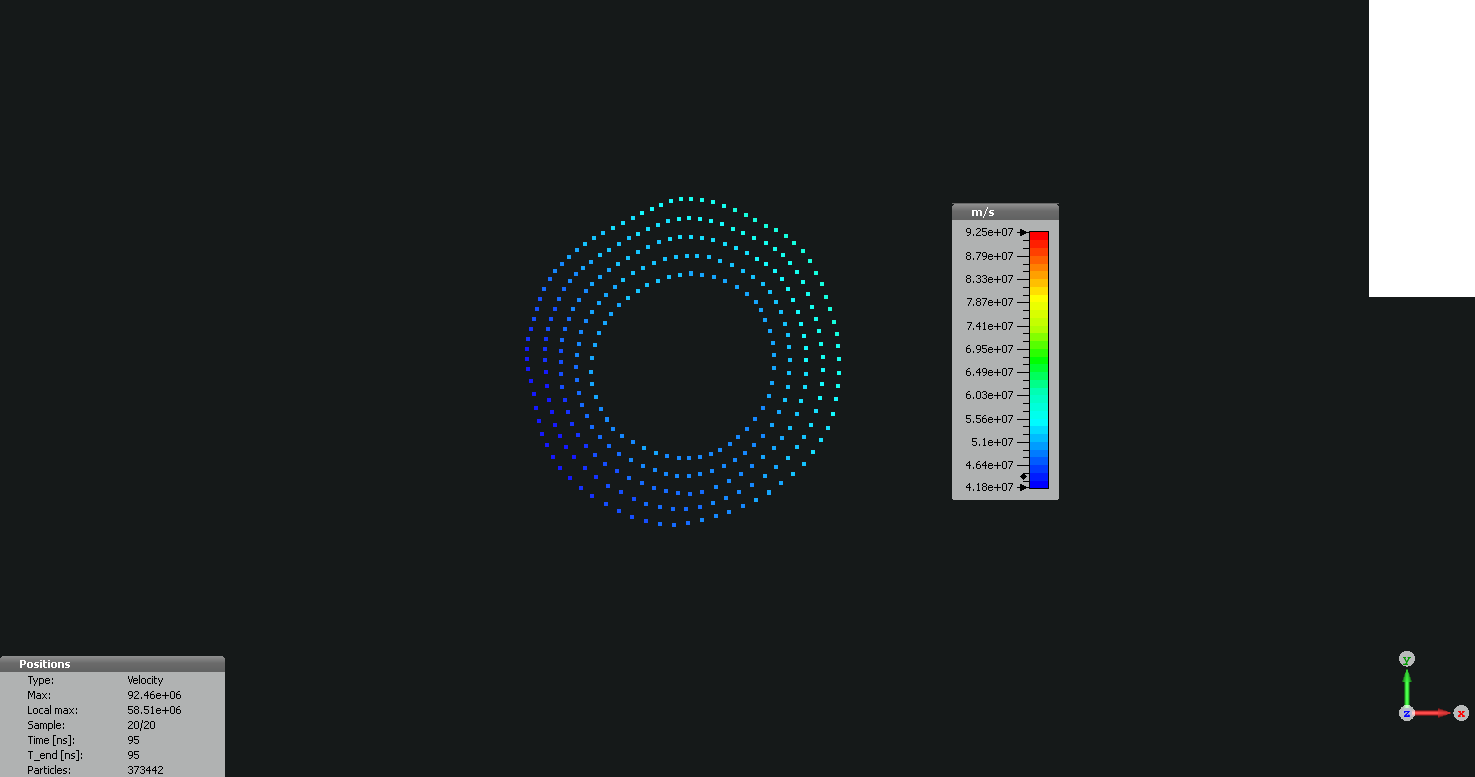 m/s
9.25e+07
8.79e+07
8.33e+07
7.87e+07
7.41e+07
6.95e+07
6.49e+07
6.03e+07
5.56e+07
5.1e+07
4.64e+07
4.18e+07
Positions
Type: Velocity
Max: 92.46e+06
Local max: 58.51e+06
Sample: 20/20
Time [ns]: 95
T_end [ns]: 95
Particles: 373442
y
z x